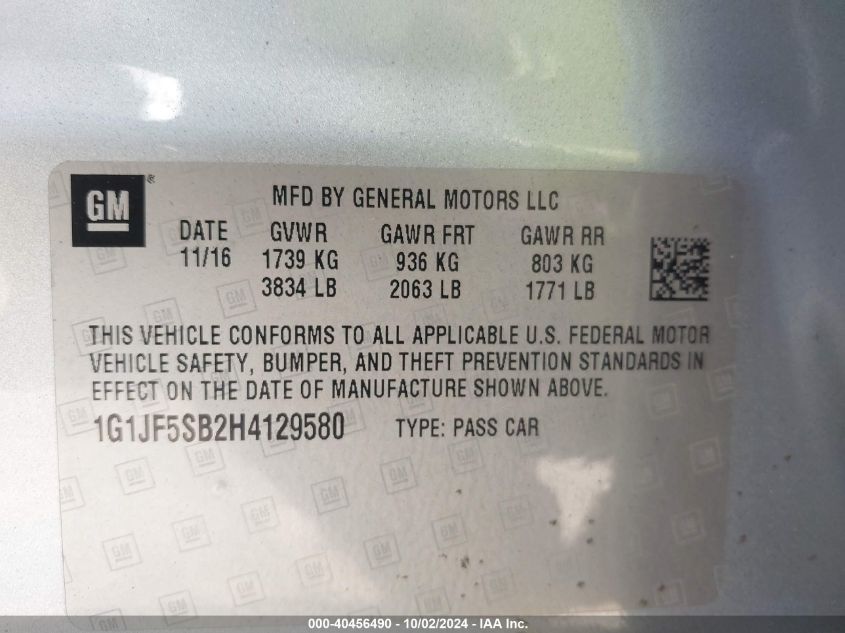 GM ®
MFD BY GENERAL MOTORS LLC
DATE GVWR GAWR FRT GAWR RR
11/16 1739 KG 936 KG 803 KG
3834 LB 2063 LB 1771 LB
THIS VEHICLE CONFORMS TO ALL APPLICABLE U.S. FEDERAL MOTOR
VEHICLE SAFETY, BUMPER, AND THEFT PREVENTION STANDARDS IN
EFFECT ON THE DATE OF MANUFACTURE SHOWN ABOVE.
1G1JF5SB2H4129580 TYPE: PASS CAR
000-40456490 - 10/02/2024 - IAA Inc.